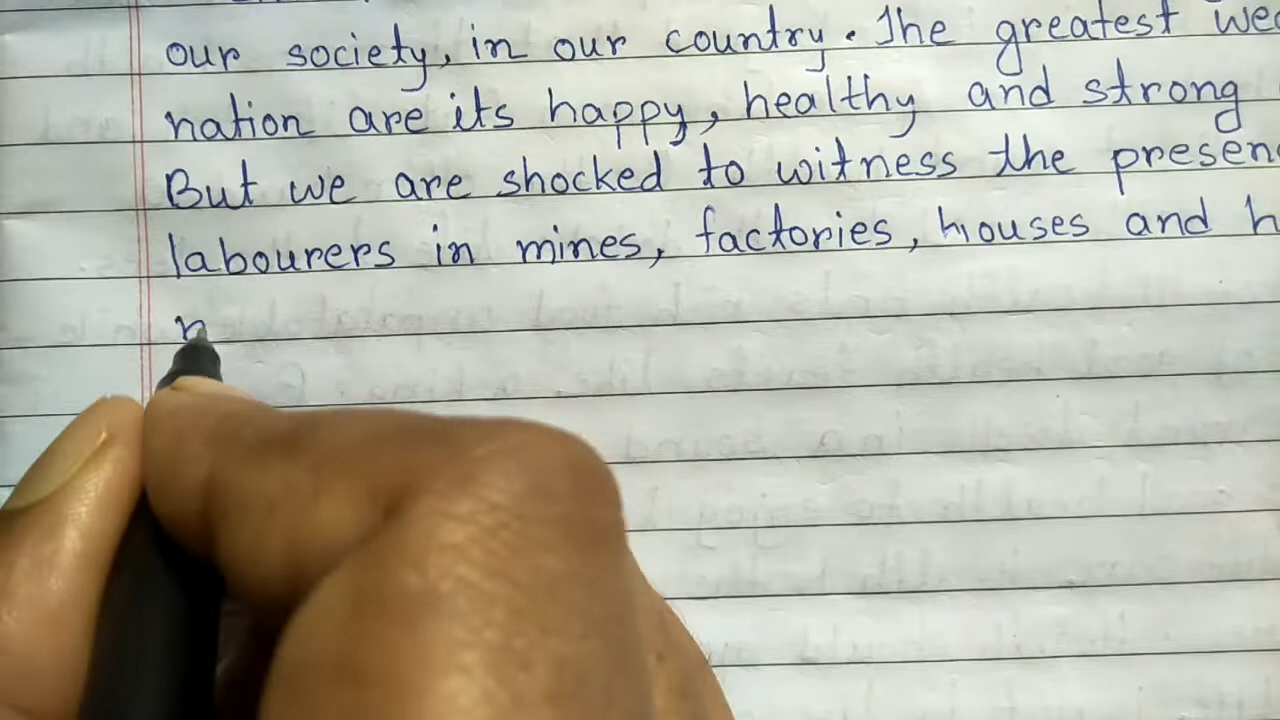 our society, in our country. The greatest
nation are its happy, healthy and strong
But we are shocked to witness the
labourers in mines, factories, houses and